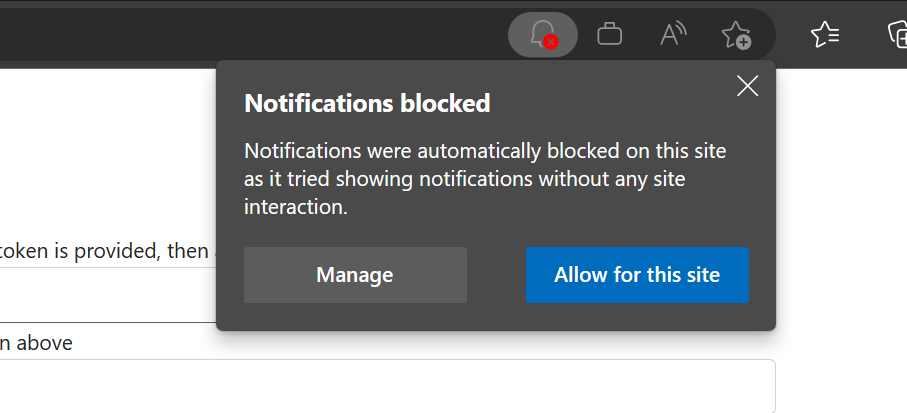 Notifications blocked
Notifications were automatically blocked on this site
as it tried showing notifications without any site
interaction.
token is provided, then
Manage
Allow for this site
n above